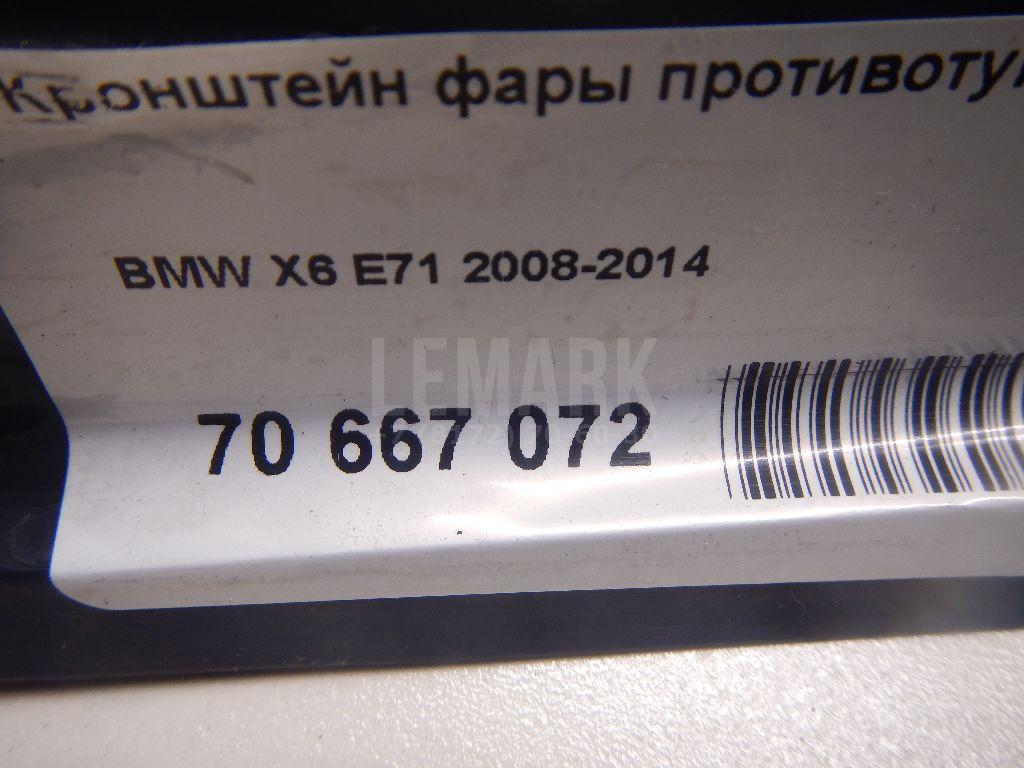 Кронштейн фары противоту
BMW X6 E71 2008-2014
LEMARK
70 667 072